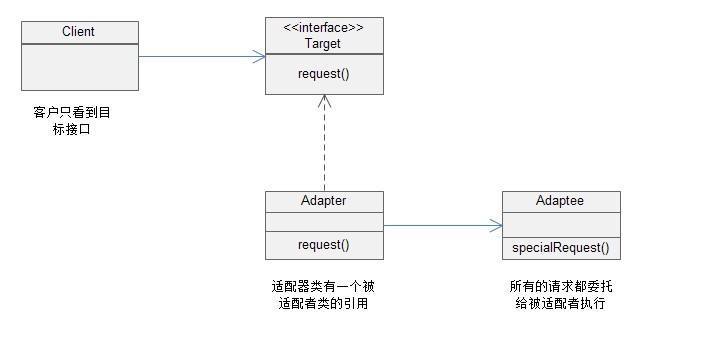 Client
<<interface>>
Target
request()
客户只看到目
标接口
Adapter
request()
Adaptee
specialRequest()
适配器类有一个被
适配者类的引用
所有的请求都委托
给被适配者执行